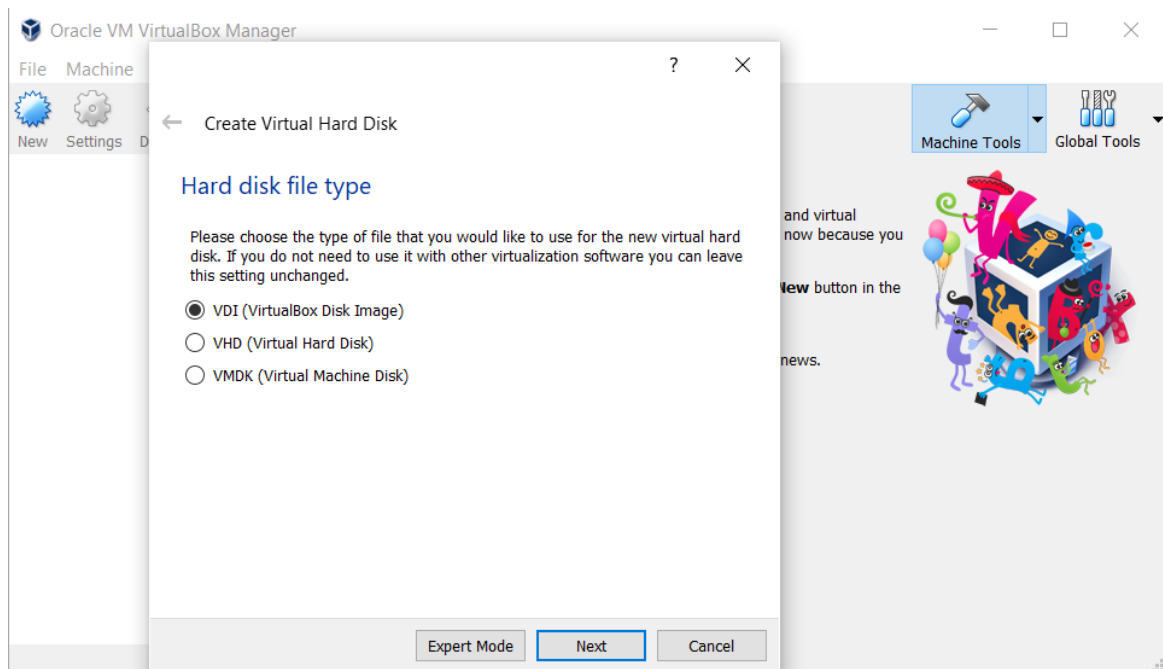 Oracle VM VirtualBox Manager
File Machine
New Settings D
Create Virtual Hard Disk
Hard disk file type
Please choose the type of file that you would like to use for the new virtual hard
disk. If you do not need to use it with other virtualization software you can leave
this setting unchanged.
VDI (VirtualBox Disk Image)
VHD (Virtual Hard Disk)
VMDK (Virtual Machine Disk)
Expert Mode Next Cancel
Machine Tools Global Tools
and virtual
now because you
New button in the
news.